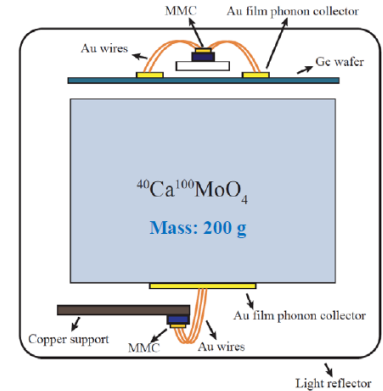 MMC
Au film phonon collector
Au wires
Ge wafer
⁴⁰Ca¹⁰⁰MoO₄
Mass: 200 g
Au film phonon collector
Copper support
MMC
Au wires
Light reflector